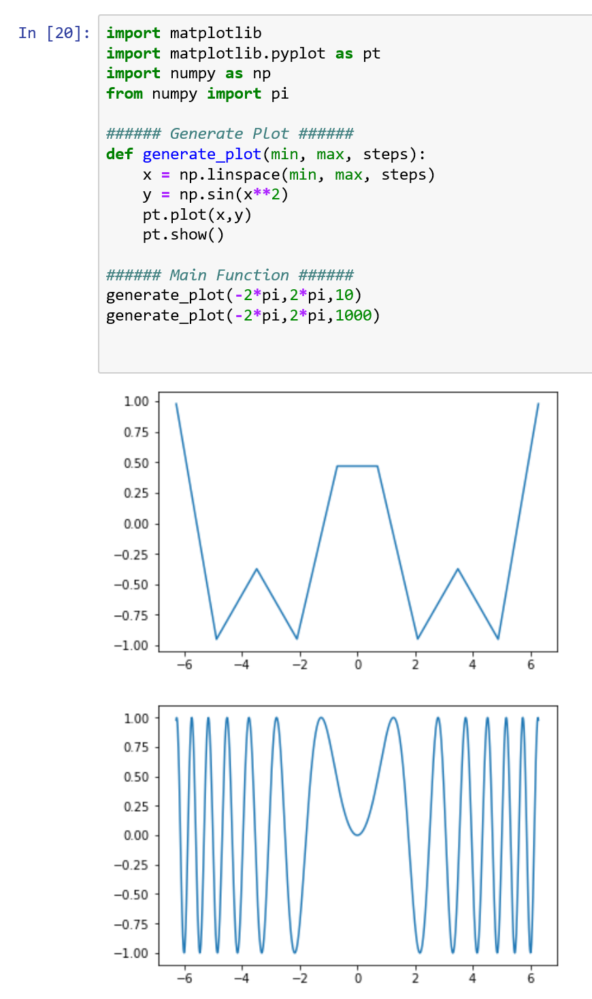 In [20]:
import matplotlib
import matplotlib.pyplot as pt
import numpy as np
from numpy import pi
###### Generate Plot ######
def generate_plot(min, max, steps):
    x = np.linspace(min, max, steps)
    y = np.sin(x**2)
    pt.plot(x,y)
    pt.show()
###### Main Function ######
generate_plot(-2*pi,2*pi,10)
generate_plot(-2*pi,2*pi,1000)
1.00
0.75
0.50
0.25
0.00
−0.25
−0.50
−0.75
−1.00
−6 −4 −2 0 2 4 6
1.00
0.75
0.50
0.25
0.00
−0.25
−0.50
−0.75
−1.00
−6 −4 −2 0 2 4 6